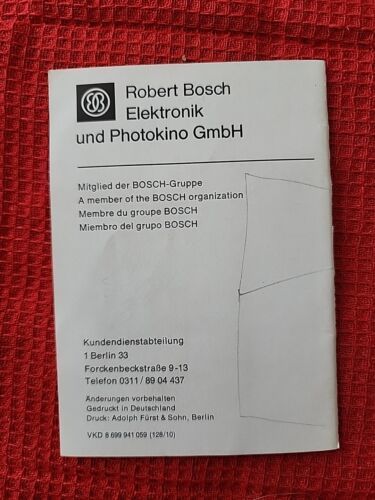 Robert Bosch
Elektronik
und Photokino GmbH
Mitglied der BOSCH-Gruppe
A member of the BOSCH organization
Membre du groupe BOSCH
Miembro del grupo BOSCH
Kundendienstabteilung
1 Berlin 33
Forckenbeckstraße 9-13
Telefon 0311/89 04 437
Änderungen vorbehalten
Gedruckt in Deutschland
Druck: Adolph Fürst & Sohn, Berlin
VKD 8 699 941 059 (128/10)